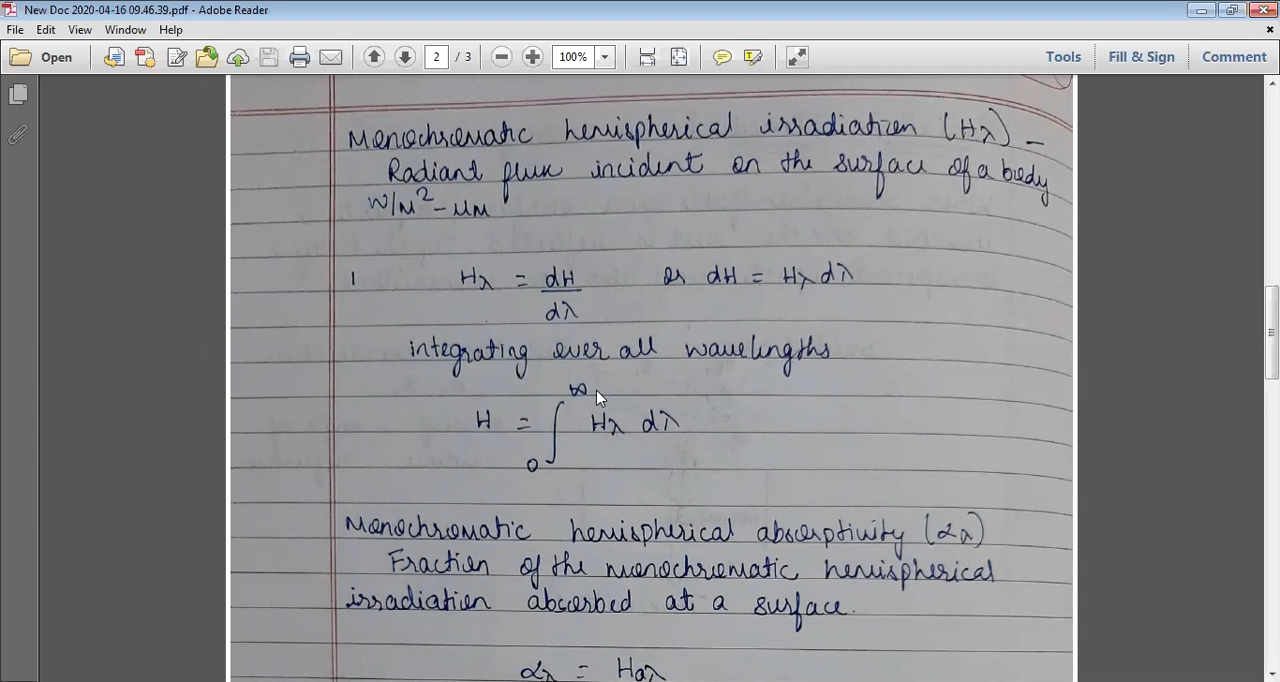 New Doc 2020-04-16 09.46.39.pdf - Adobe Reader
File Edit View Window Help
Open 2 / 3 100% Tools Fill & Sign Comment
Monochromatic hemispherical irradiation (Hλ) -
Radiant flux incident on the surface of a body
W/m² - μm
Hλ = dH/dλ or dH = Hλ dλ
integrating over all wavelengths
H = ∫₀^∞ Hλ dλ
Monochromatic hemispherical absorptivity (αλ)
Fraction of the monochromatic hemispherical
irradiation absorbed at a surface.
αλ = Haλ